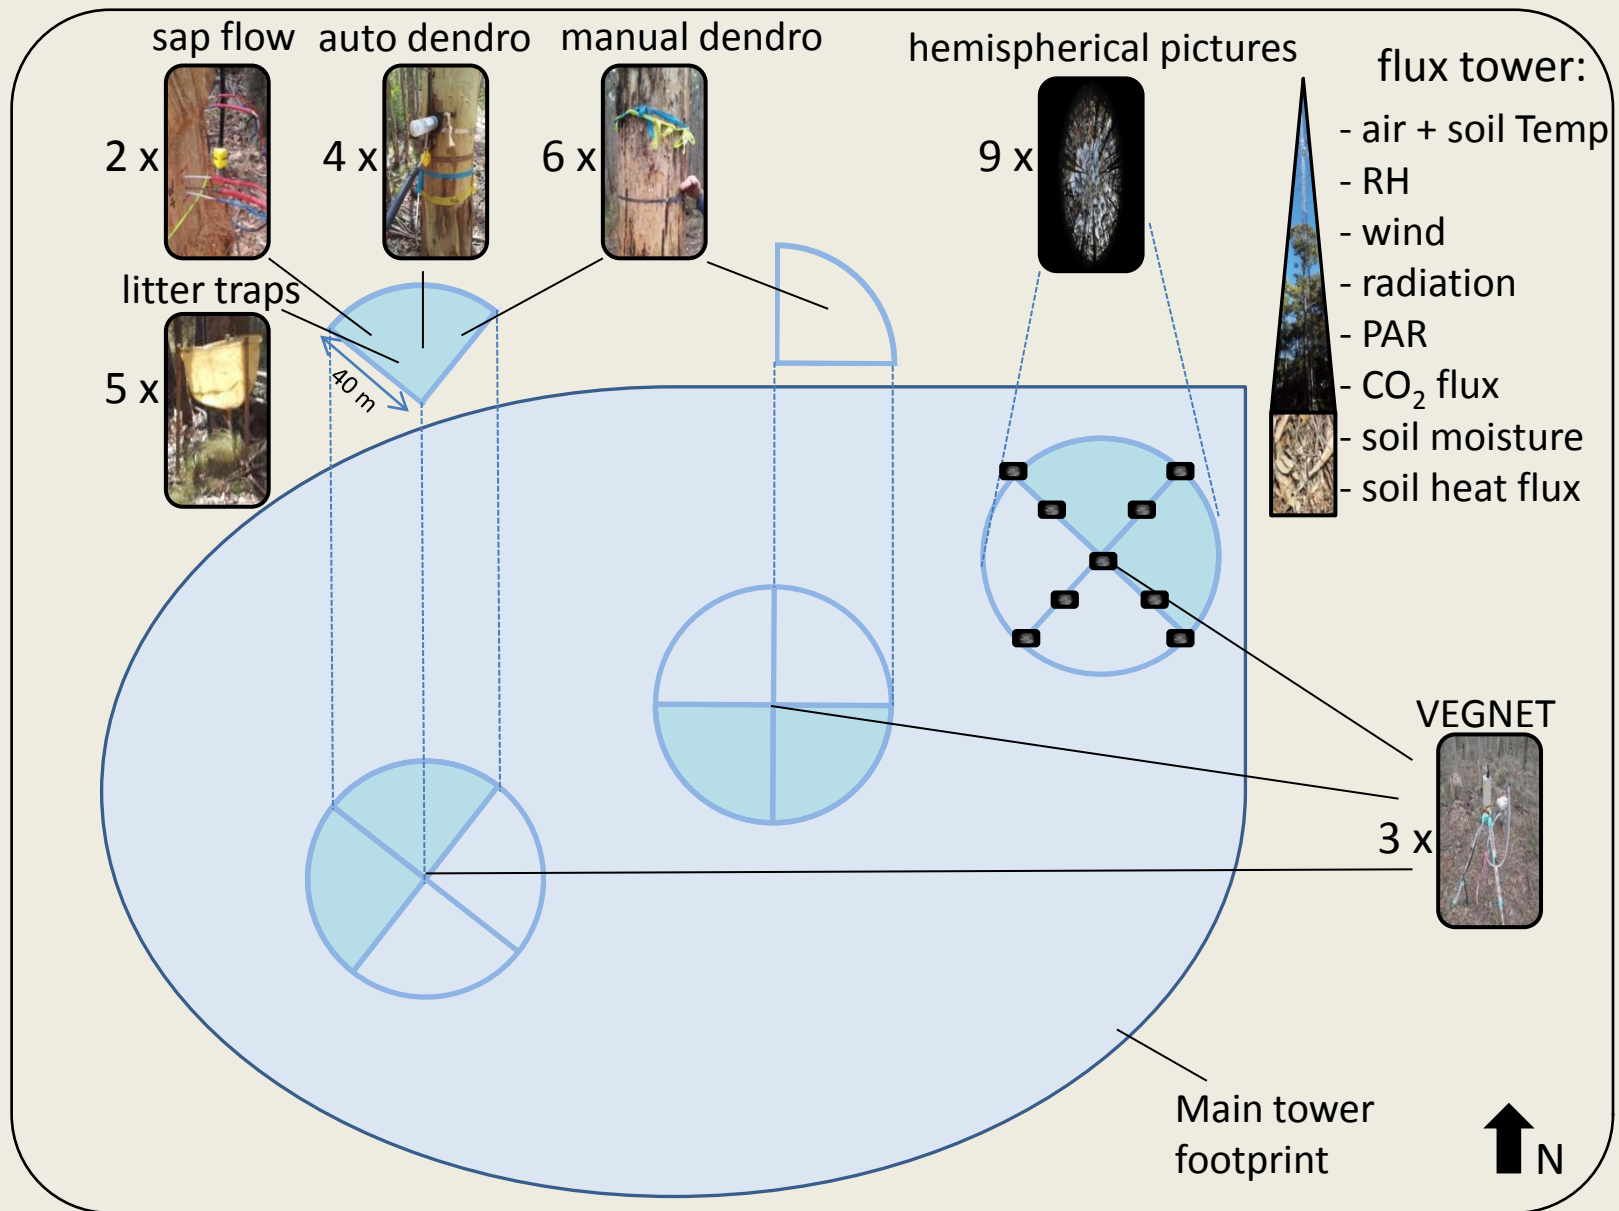 sap flow
auto dendro
manual dendro
hemispherical pictures
flux tower:
2 x
4 x
6 x
9 x
- air + soil Temp
- RH
- wind
- radiation
- PAR
- CO₂ flux
- soil moisture
- soil heat flux
litter traps
5 x
40 m
VEGNET
3 x
Main tower
footprint
N